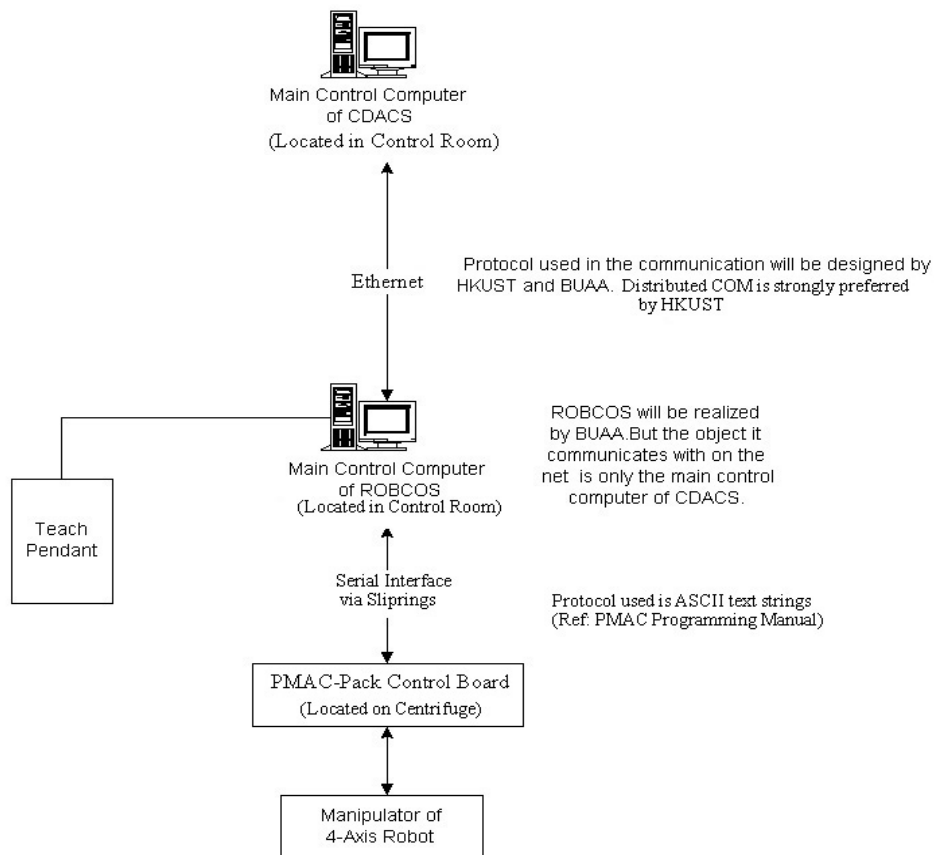 Main Control Computer
of CDACS
(Located in Control Room)
Ethernet
Protocol used in the communication will be designed by
HKUST and BUAA. Distributed COM is strongly preferred
by HKUST
Main Control Computer
of ROBCOS
(Located in Control Room)
ROBCOS will be realized
by BUAA.But the object it
communicates with on the
net is only the main control
computer of CDACS.
Teach
Pendant
Serial Interface
via Sliprings
Protocol used is ASCII text strings
(Ref: PMAC Programming Manual)
PMAC-Pack Control Board
(Located on Centrifuge)
Manipulator of
4-Axis Robot